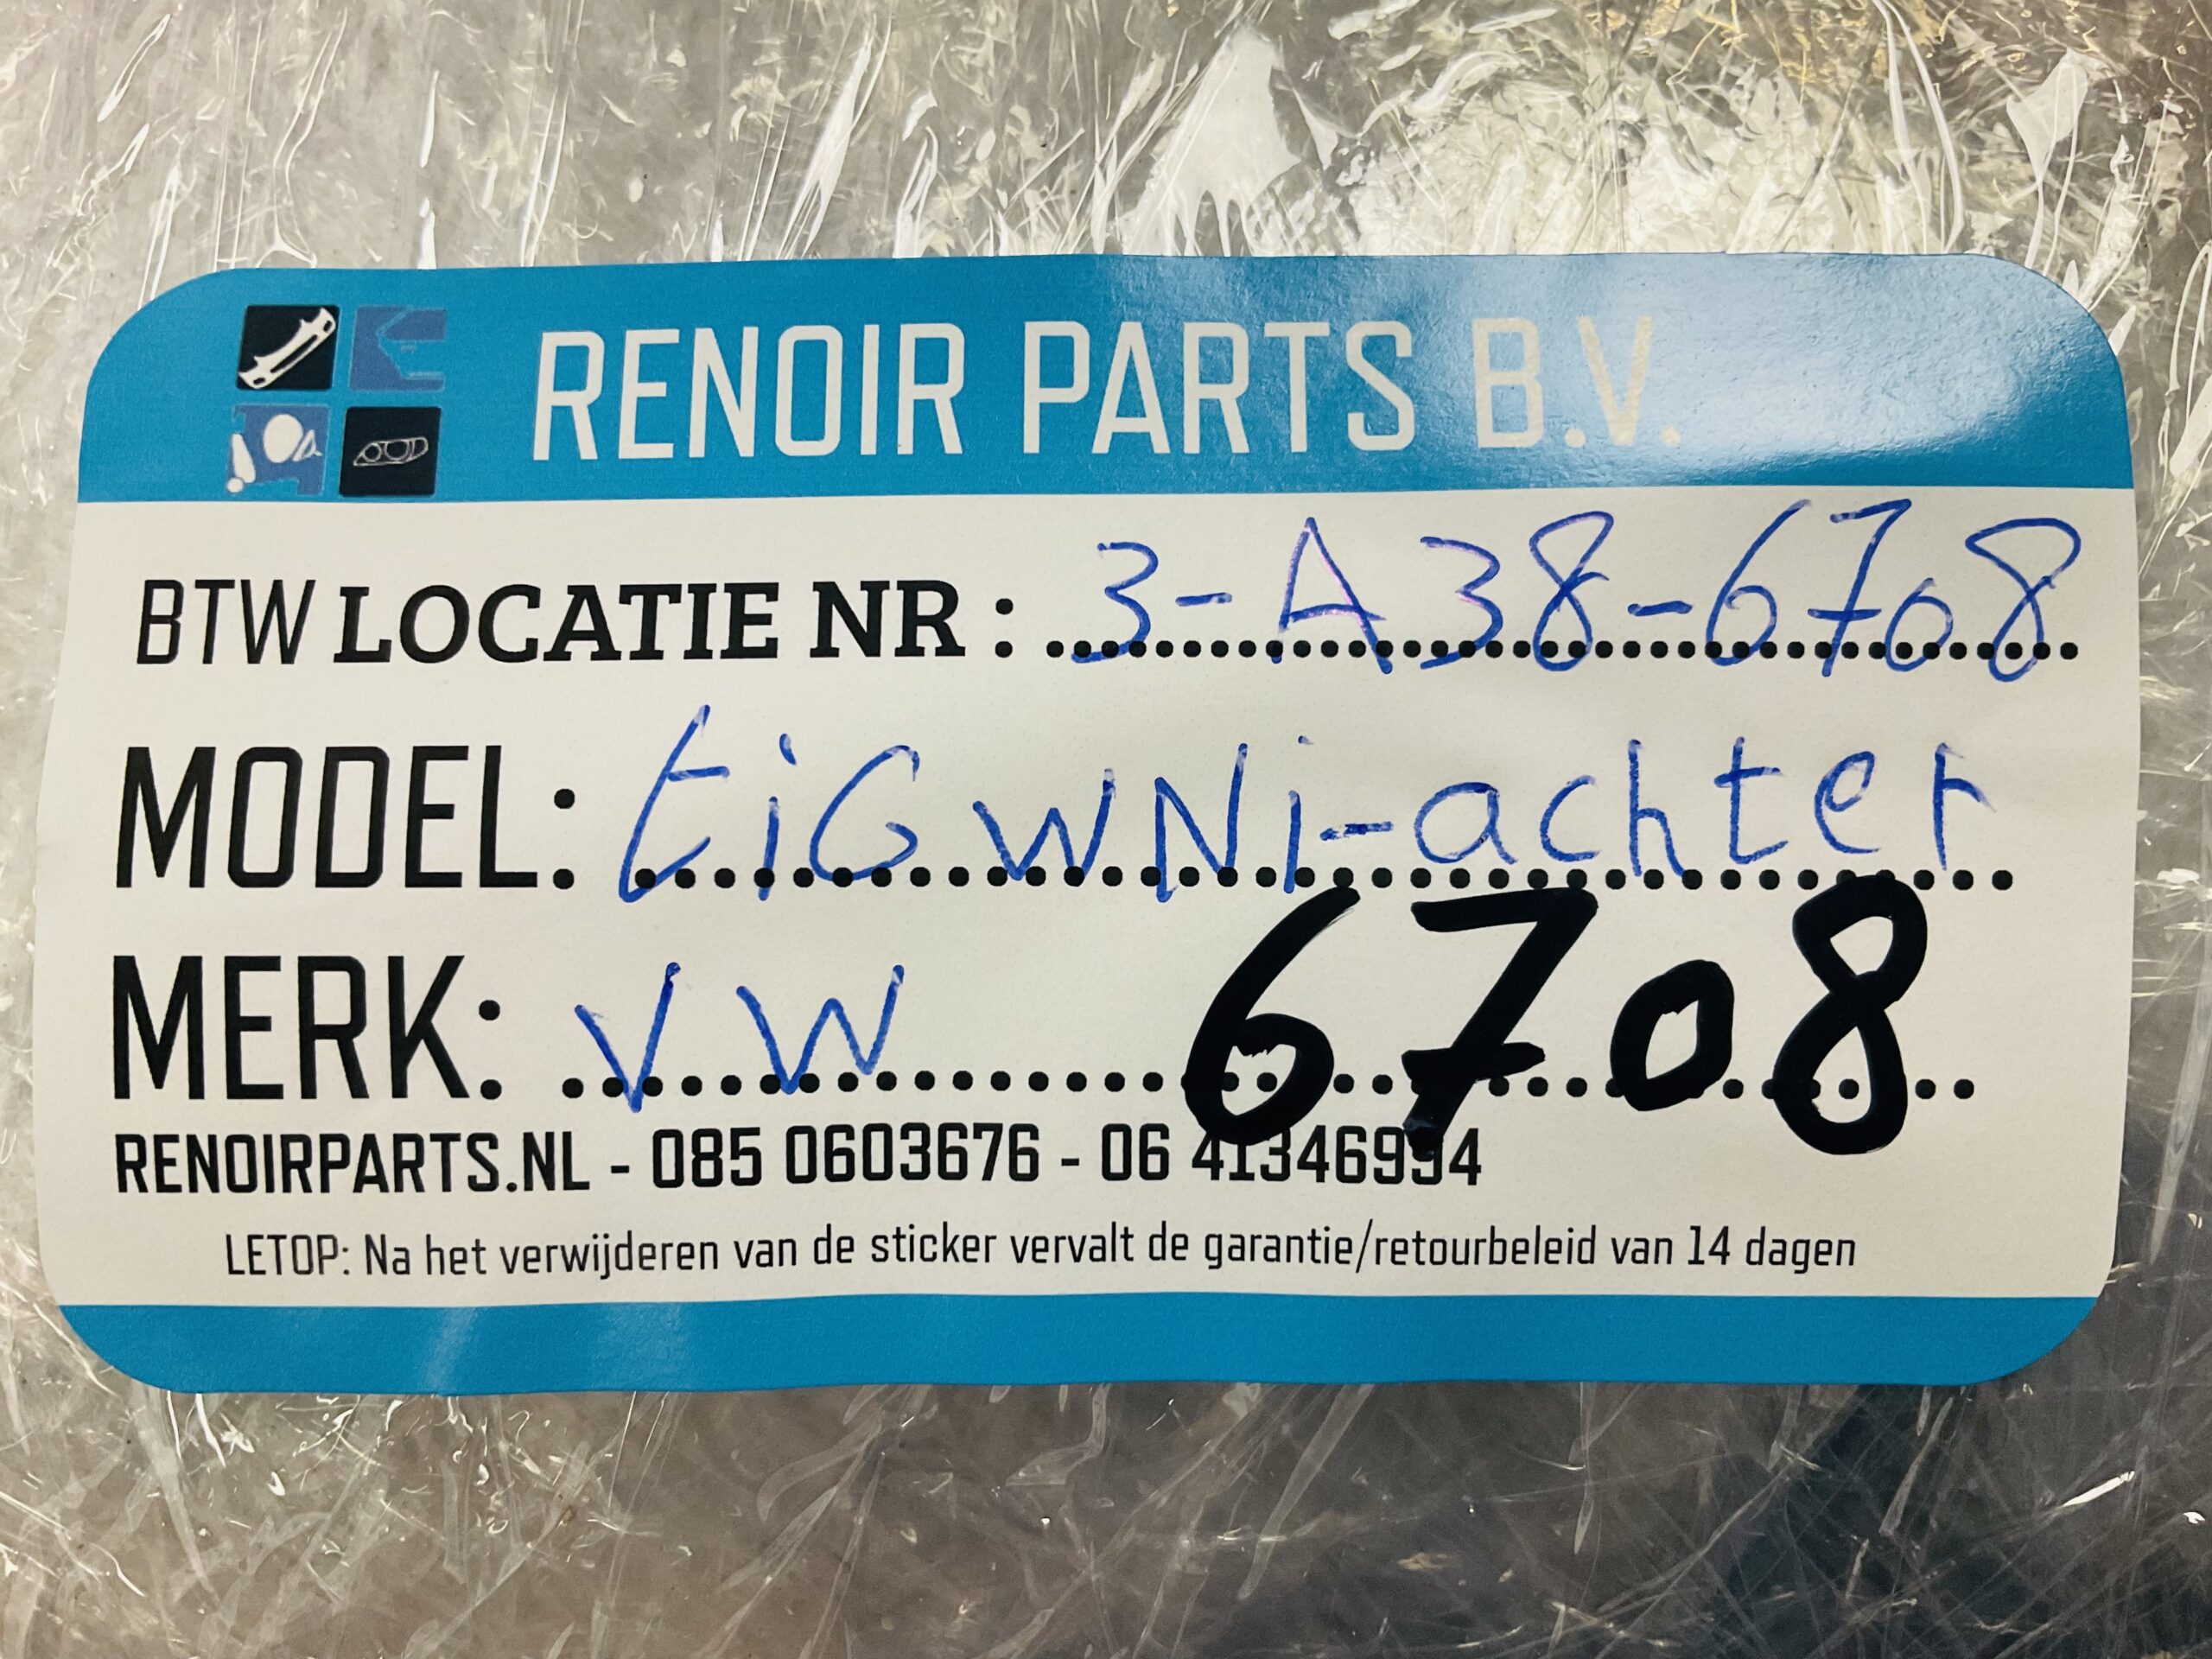 RENOIR PARTS B.V.
BTW LOCATIE NR : 3-A38-6708
MODEL: tiGwNi-achter
MERK: VW 6708
RENOIRPARTS.NL - 085 0603676 - 06 41346994
LETOP: Na het verwijderen van de sticker vervalt de garantie/retourbeleid van 14 dagen